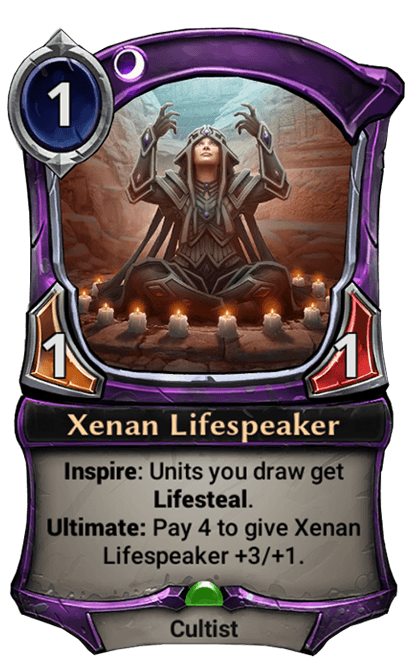 1
1
1
Xenan Lifespeaker
Inspire: Units you draw get
Lifesteal.
Ultimate: Pay 4 to give Xenan
Lifespeaker +3/+1.
Cultist